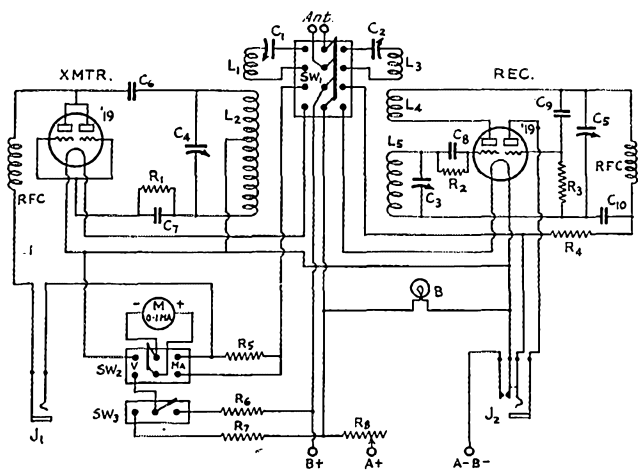 Ant.
C1
C2
L1
SW1
L3
XMTR.
REC.
C6
L4
C9
'19
L2
'19
C5
C4
L5
C8
RFC
R1
R2
R3
RFC
C3
C7
C10
R4
- M +
0-1 MA
B
V
MA
R5
SW2
R6
SW3
R7
R8
J1
J2
B+
A+
A-B-